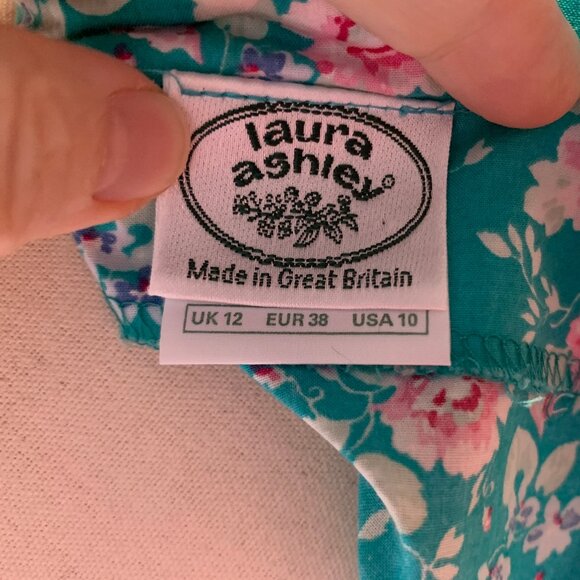 laura
ashley®
Made in Great Britain
UK 12 EUR 38 USA 10